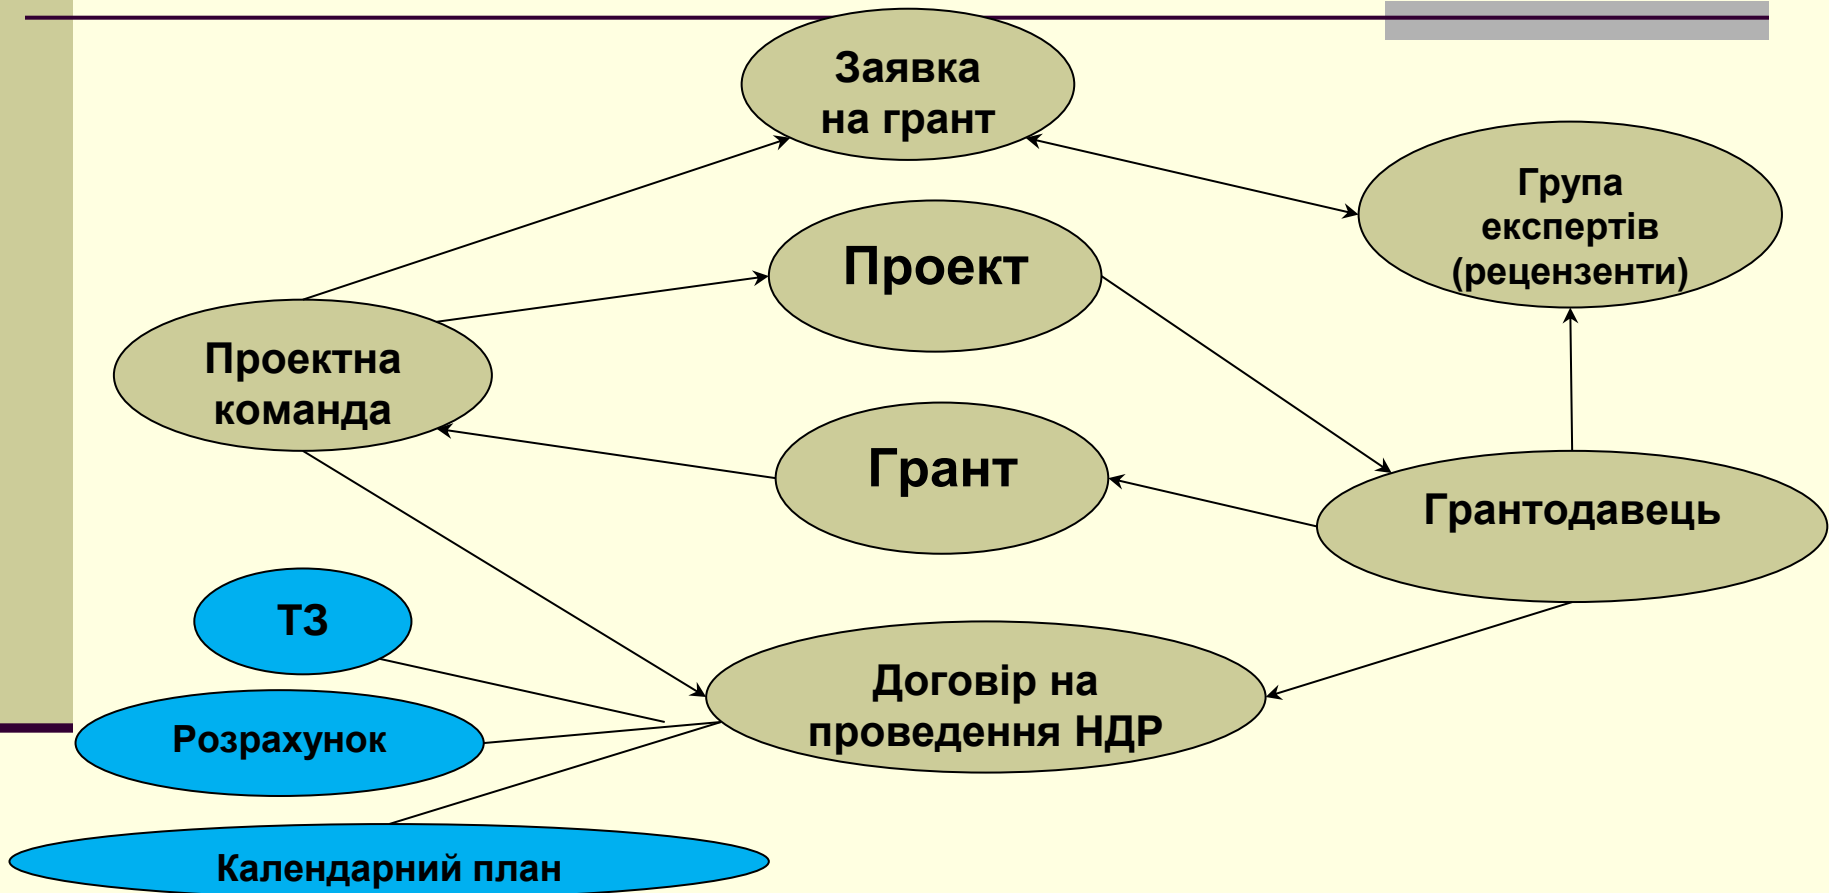 Заявка
на грант
Група
експертів
(рецензенти)
Проект
Проектна
команда
Грант
Грантодавець
ТЗ
Договір на
проведення НДР
Розрахунок
Календарний план